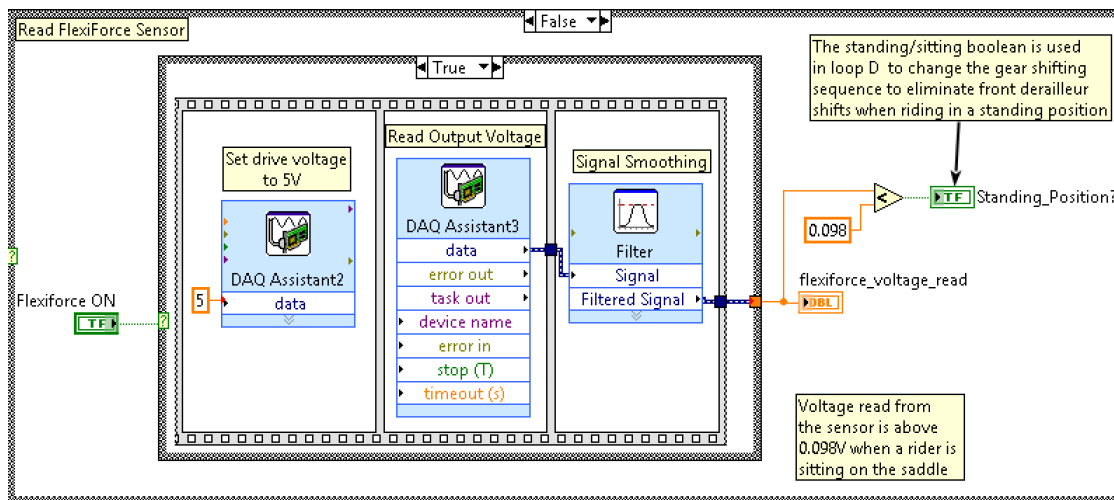 False
Read FlexiForce Sensor
The standing/sitting boolean is used
in loop D to change the gear shifting
sequence to eliminate front derailleur
shifts when riding in a standing position
True
Set drive voltage
to 5V
DAQ Assistant2
data
5
Read Output Voltage
DAQ Assistant3
data
error out
task out
device name
error in
stop (T)
timeout (s)
Signal Smoothing
Filter
Signal
Filtered Signal
<
TF
Standing_Position?
0.098
flexiforce_voltage_read
DBL
?
Flexiforce ON
TF
?
Voltage read from
the sensor is above
0.098V when a rider is
sitting on the saddle